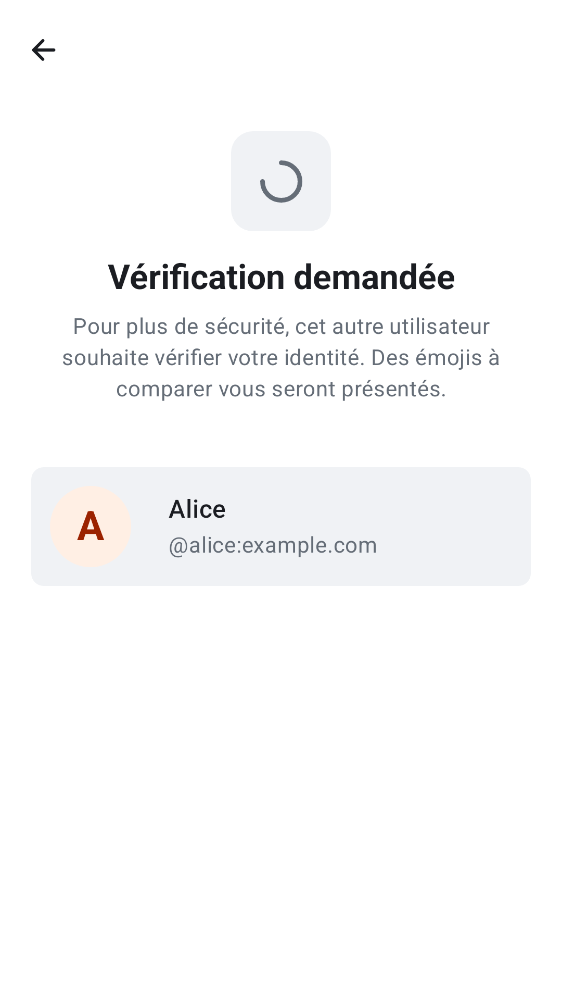 Vérification demandée
Pour plus de sécurité, cet autre utilisateur
souhaite vérifier votre identité. Des émojis à
comparer vous seront présentés.
A
Alice
@alice:example.com